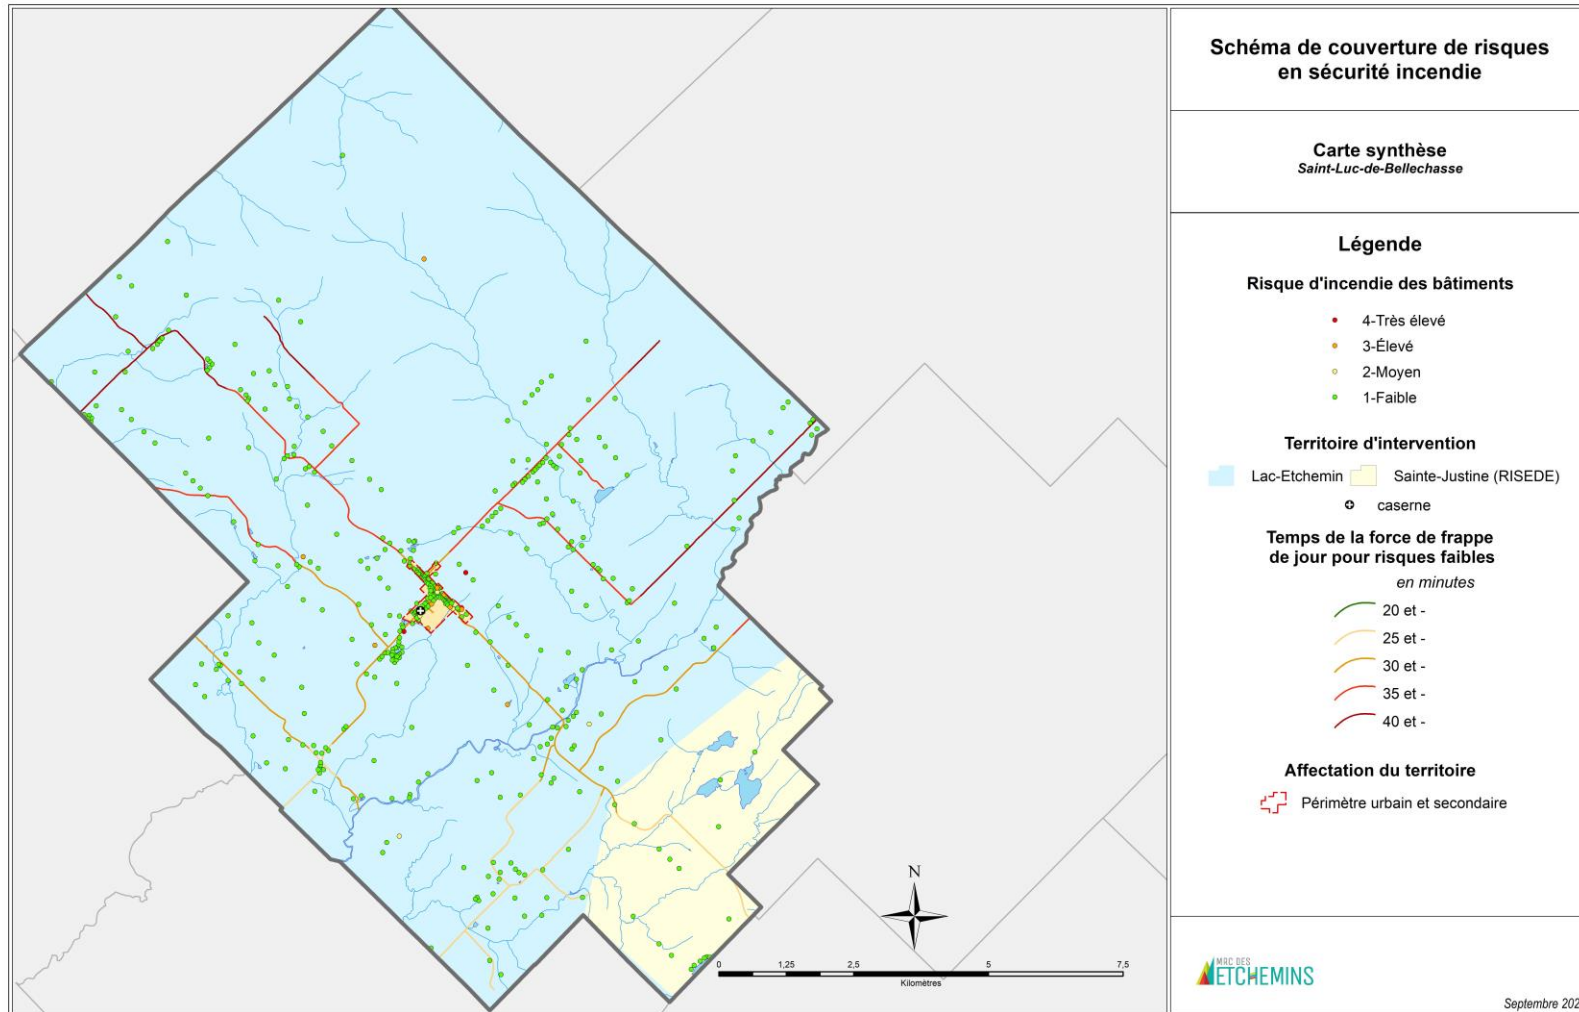 Schéma de couverture de risques
en sécurité incendie
Carte synthèse
Saint-Luc-de-Bellechasse
Légende
Risque d'incendie des bâtiments
4-Très élevé
3-Élevé
2-Moyen
1-Faible
Territoire d'intervention
Lac-Etchemin Sainte-Justine (RISEDE)
caserne
Temps de la force de frappe
de jour pour risques faibles
en minutes
20 et -
25 et -
30 et -
35 et -
40 et -
Affectation du territoire
Périmètre urbain et secondaire
N
0 1,25 2,5 5 7,5
Kilomètres
MRC DES
ETCHEMINS
Septembre 202